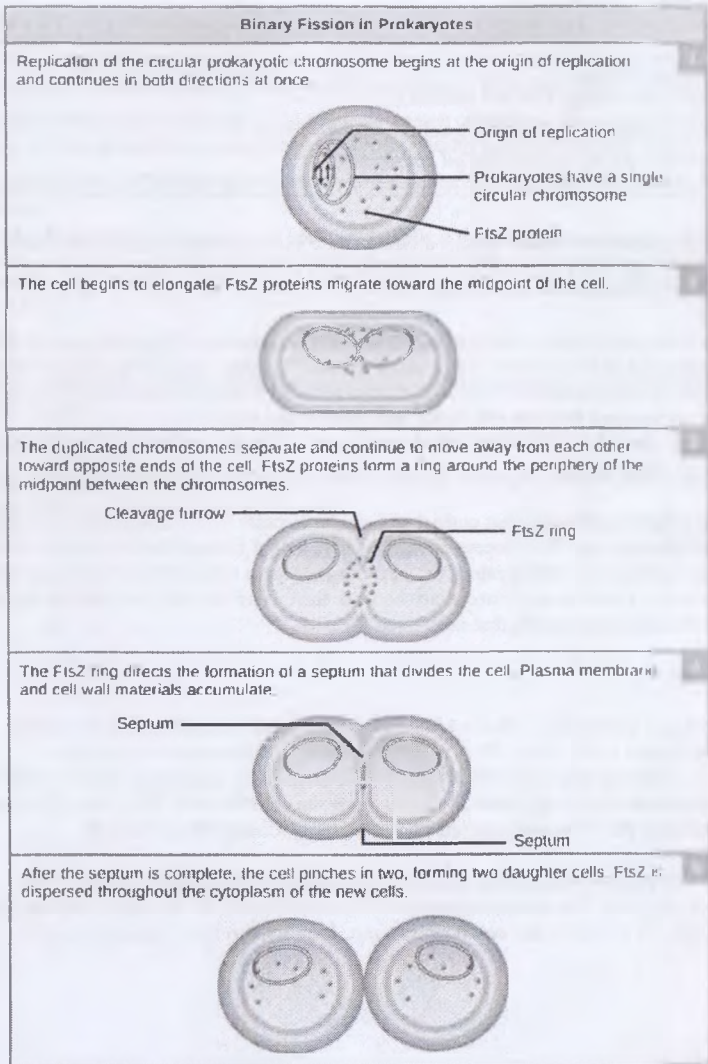 Binary Fission in Prokaryotes
Replication of the circular prokaryotic chromosome begins at the origin of replication
and continues in both directions at once
Origin of replication
Prokaryotes have a single
circular chromosome
FtsZ protein
The cell begins to elongate. FtsZ proteins migrate toward the midpoint of the cell.
The duplicated chromosomes separate and continue to move away from each other
toward opposite ends of the cell. FtsZ proteins form a ring around the periphery of the
midpoint between the chromosomes.
Cleavage furrow
FtsZ ring
The FtsZ ring directs the formation of a septum that divides the cell. Plasma membrane
and cell wall materials accumulate.
Septum
Septum
After the septum is complete, the cell pinches in two, forming two daughter cells. FtsZ is
dispersed throughout the cytoplasm of the new cells.